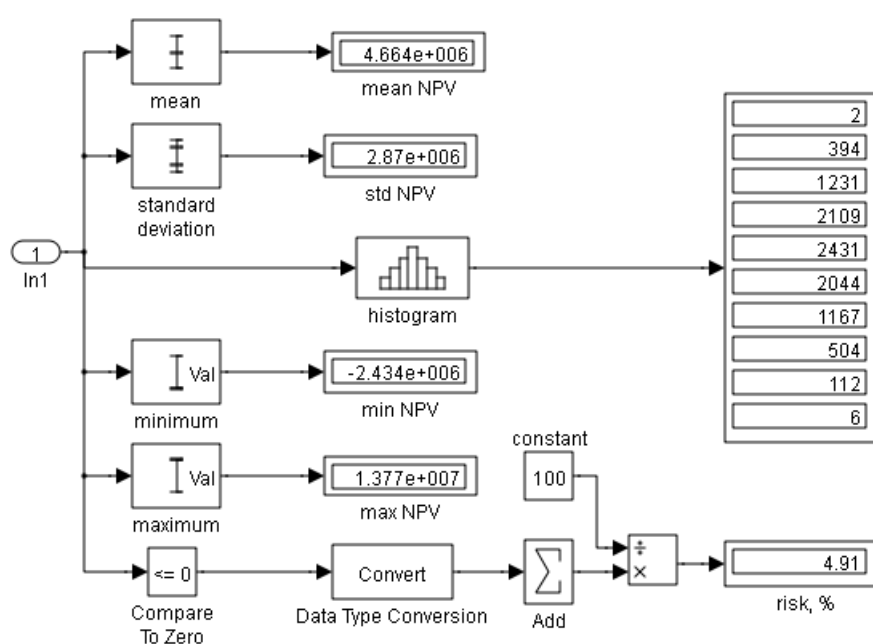 mean
4.664e+006
mean NPV
standard
deviation
2.87e+006
std NPV
1
In1
histogram
2
394
1231
2109
2431
2044
1167
504
112
6
Val
minimum
-2.434e+006
min NPV
Val
maximum
1.377e+007
max NPV
constant
100
<= 0
Compare
To Zero
Convert
Data Type Conversion
Σ
Add
÷
×
4.91
risk, %